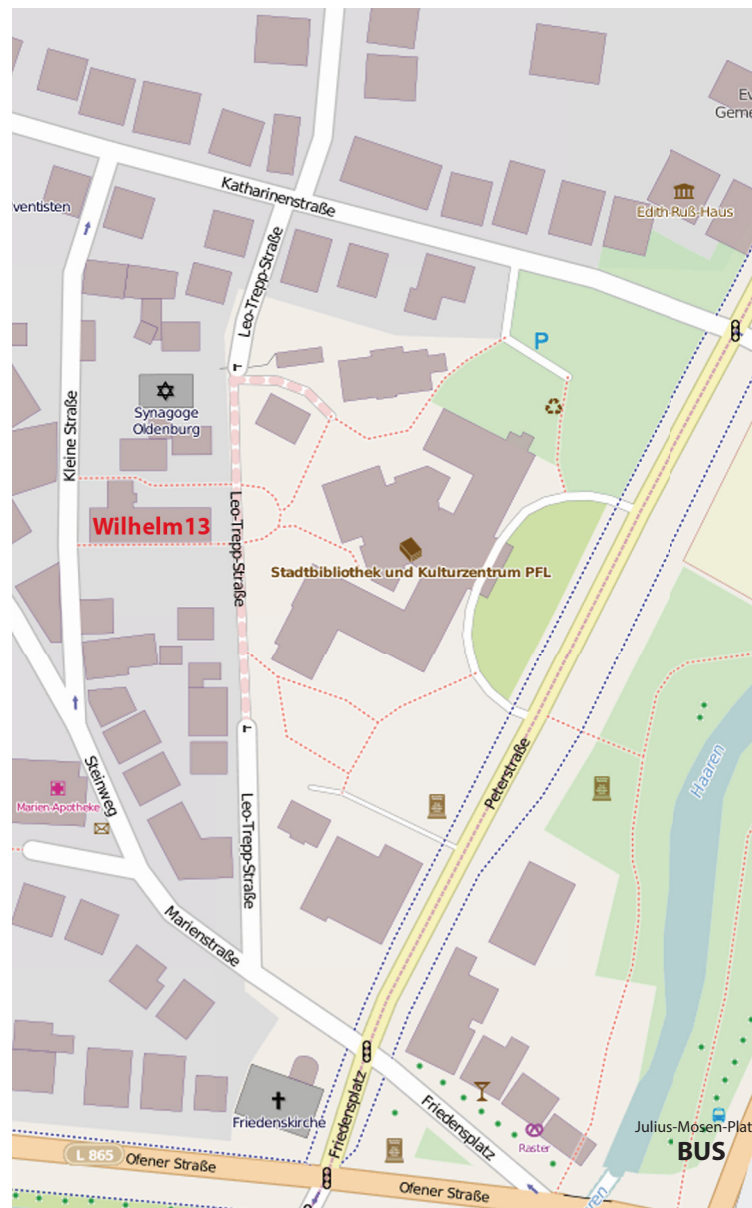 Ev
Geme
Katharinenstraße
Edith-Ruß-Haus
ventisten
Leo-Trepp-Straße
P
Synagoge
Oldenburg
Kleine Straße
Wilhelm13
Leo-Trepp-Straße
Stadtbibliothek und Kulturzentrum PFL
Haaren
Peterstraße
Steinweg
Marien-Apotheke
Leo-Trepp-Straße
Marienstraße
Friedenskirche
Friedensplatz
Friedensplatz
Raster
Julius-Mosen-Plat
BUS
L 865
Ofener Straße
Ofener Straße
aren